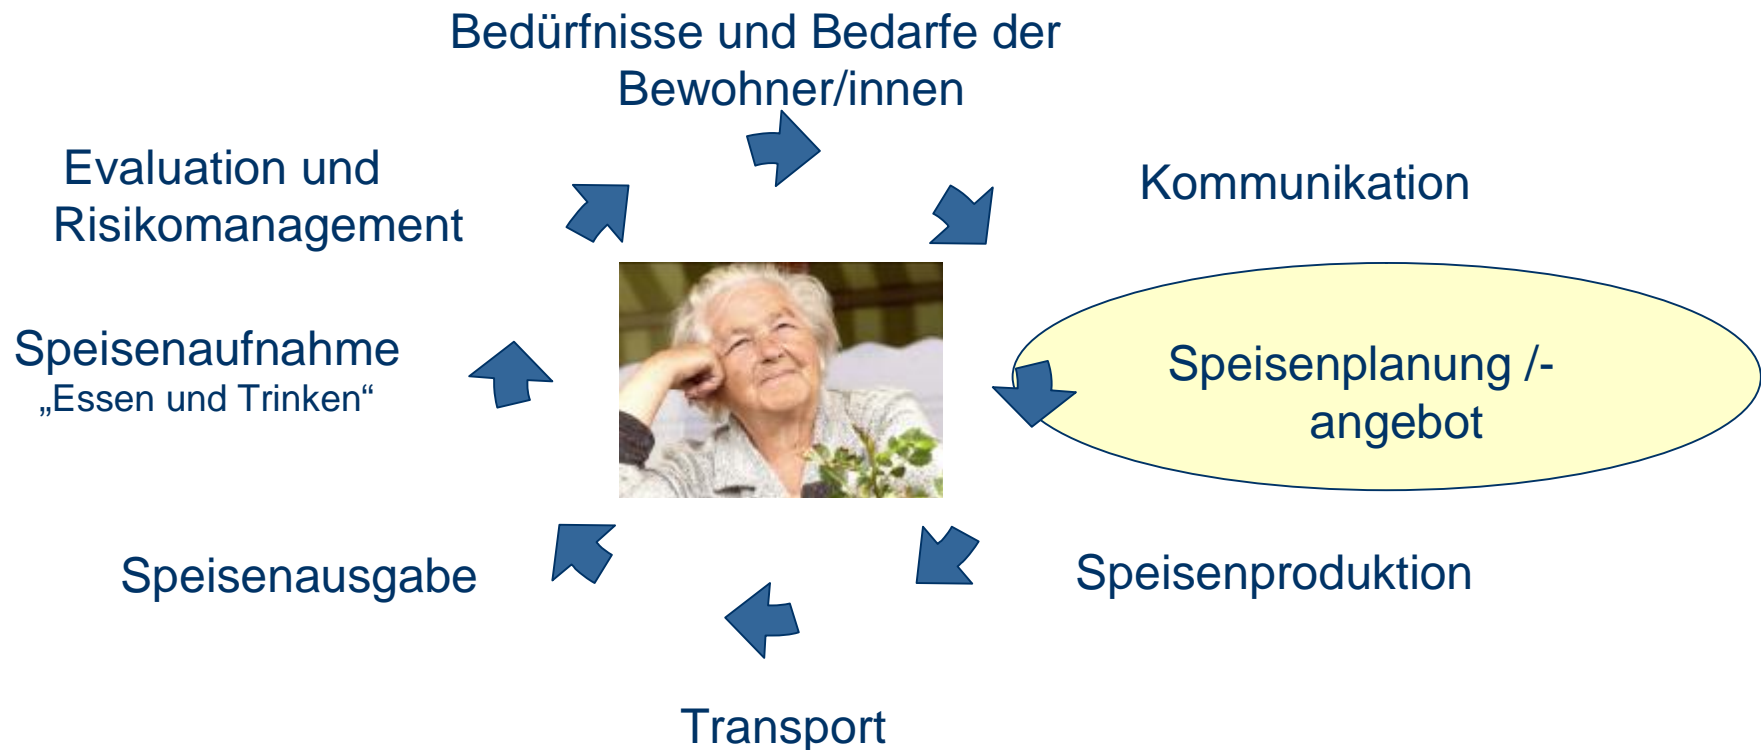 Bedürfnisse und Bedarfe der
Bewohner/innen
Kommunikation
Speisenplanung /-
angebot
Speisenproduktion
Transport
Speisenausgabe
Speisenaufnahme
„Essen und Trinken“
Evaluation und
Risikomanagement